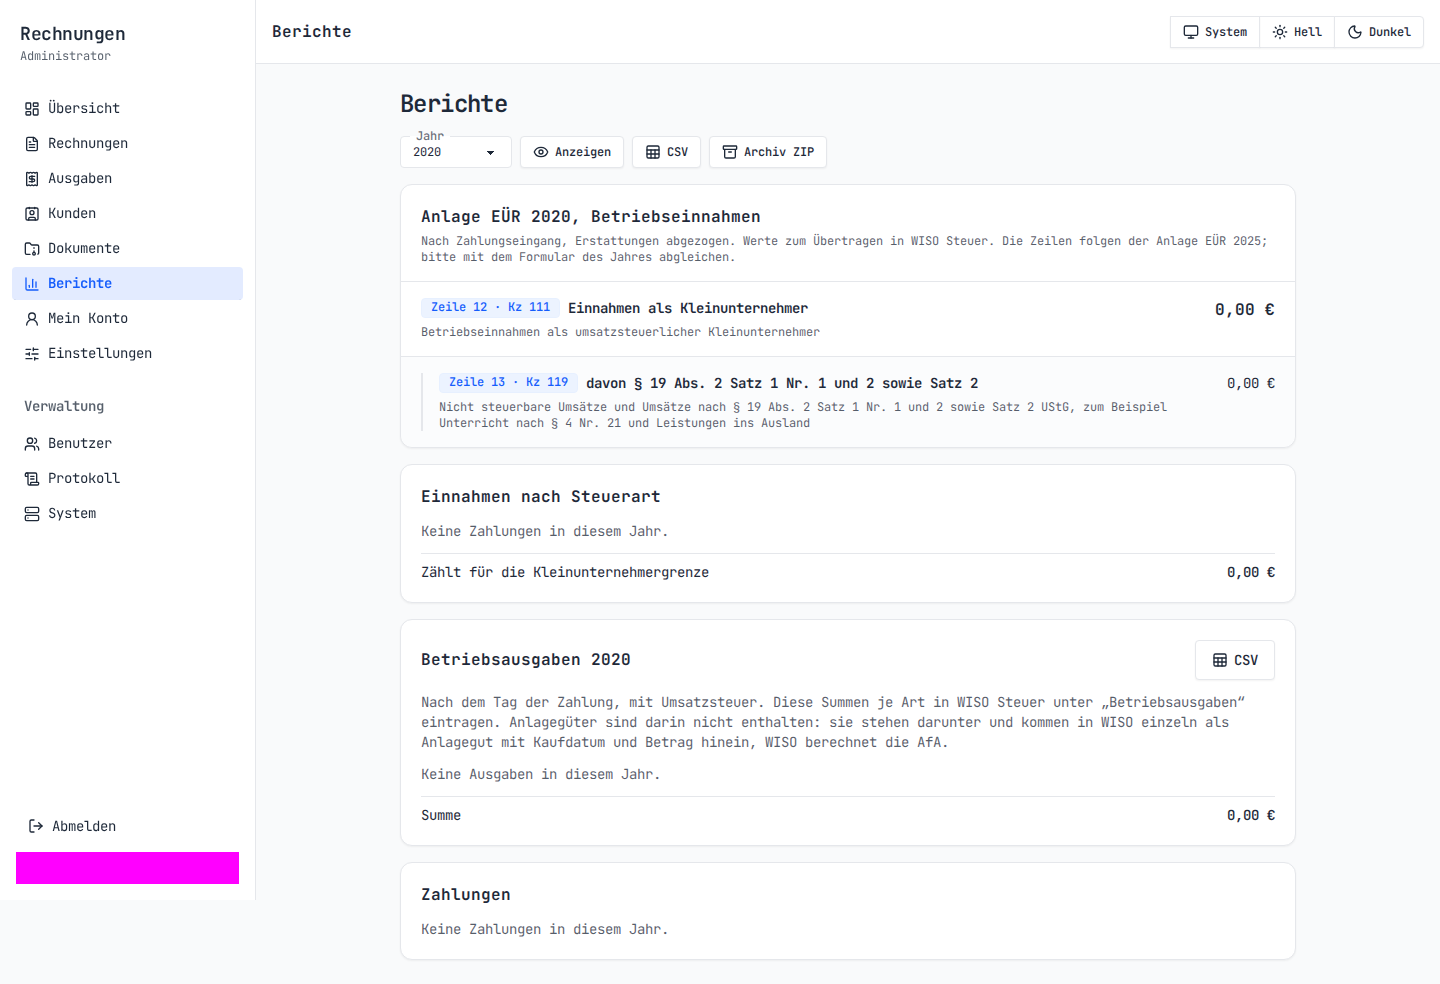 Rechnungen
Administrator
Übersicht
Rechnungen
Ausgaben
Kunden
Dokumente
Berichte
Mein Konto
Einstellungen
Verwaltung
Benutzer
Protokoll
System
Abmelden
Berichte
System
Hell
Dunkel
Berichte
Jahr
2020
Anzeigen
CSV
Archiv ZIP
Anlage EÜR 2020, Betriebseinnahmen
Nach Zahlungseingang, Erstattungen abgezogen. Werte zum Übertragen in WISO Steuer. Die Zeilen folgen der Anlage EÜR 2025;
bitte mit dem Formular des Jahres abgleichen.
Zeile 12 · Kz 111 Einnahmen als Kleinunternehmer 0,00 €
Betriebseinnahmen als umsatzsteuerlicher Kleinunternehmer
Zeile 13 · Kz 119 davon § 19 Abs. 2 Satz 1 Nr. 1 und 2 sowie Satz 2 0,00 €
Nicht steuerbare Umsätze und Umsätze nach § 19 Abs. 2 Satz 1 Nr. 1 und 2 sowie Satz 2 UStG, zum Beispiel
Unterricht nach § 4 Nr. 21 und Leistungen ins Ausland
Einnahmen nach Steuerart
Keine Zahlungen in diesem Jahr.
Zählt für die Kleinunternehmergrenze 0,00 €
Betriebsausgaben 2020
CSV
Nach dem Tag der Zahlung, mit Umsatzsteuer. Diese Summen je Art in WISO Steuer unter „Betriebsausgaben“
eintragen. Anlagegüter sind darin nicht enthalten: sie stehen darunter und kommen in WISO einzeln als
Anlagegut mit Kaufdatum und Betrag hinein, WISO berechnet die AfA.
Keine Ausgaben in diesem Jahr.
Summe 0,00 €
Zahlungen
Keine Zahlungen in diesem Jahr.